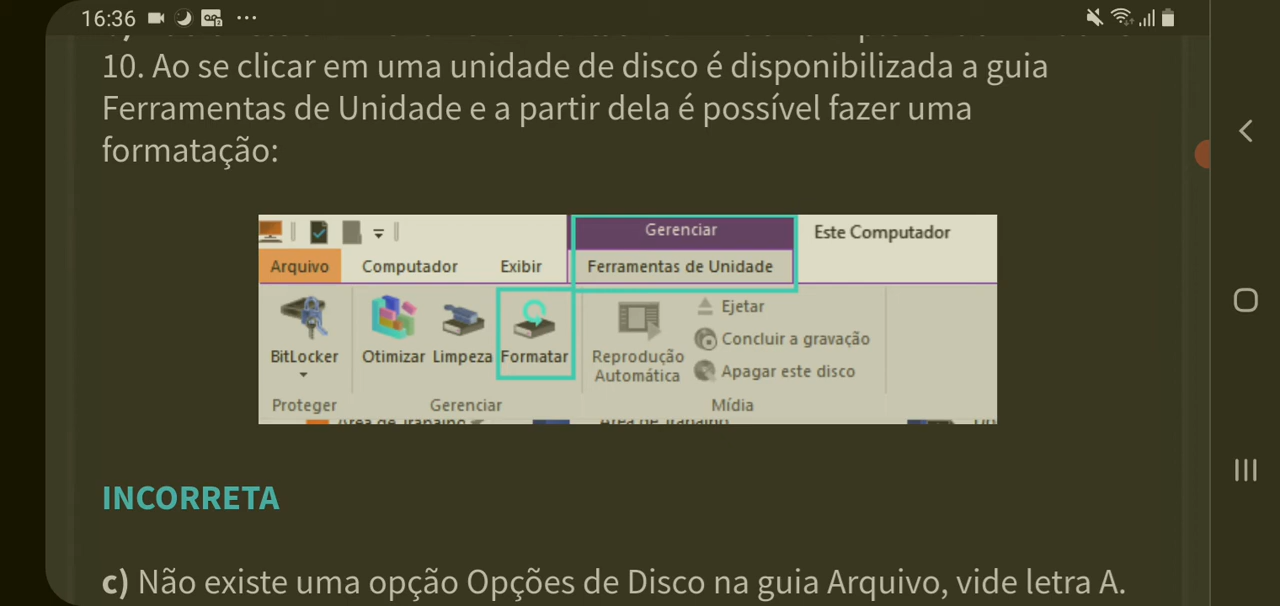 16:36
10. Ao se clicar em uma unidade de disco é disponibilizada a guia
Ferramentas de Unidade e a partir dela é possível fazer uma
formatação:
Gerenciar
Este Computador
Arquivo Computador Exibir Ferramentas de Unidade
BitLocker Otimizar Limpeza Formatar Reprodução Automática
Ejetar
Concluir a gravação
Apagar este disco
Proteger Gerenciar Mídia
Área de Trabalho
INCORRETA
c) Não existe uma opção Opções de Disco na guia Arquivo, vide letra A.